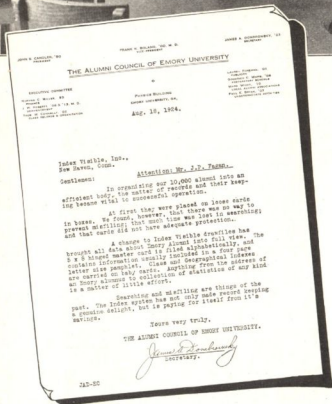 THE ALUMNI COUNCIL OF EMORY UNIVERSITY
EXECUTIVE COMMITTEE
EMORY UNIVERSITY, GA.
Aug. 18, 1924.
Index Visible, Inc.,
New Haven, Conn.
Attention: Mr. J.P. Fagan.
Gentlemen:
In organizing our 10,000 alumni into an
efficient body, the matter of records and their keep-
ing became vital to successful operation.
At first they were placed on loose cards
in boxes. We found, however, that there was no way to
prevent misfiling; that much time was lost in searching;
and that cards did not have adequate protection.
A change to Index Visible drafiles has
brought all data about Emory Alumni into full view. The
5 x 8 hinged master card is filed alphabetically, and
contains information usually included in a four page
letter size pamphlet. Class and Geographical Indexes
are carried on baby cards. Anything from the address of
an Emory alumnus to collection of statistics of any kind
is a matter of little effort.
Searching and misfiling are things of the
past. The Index system has not only made record keeping
a genuine delight, but is paying for itself from it's
savings.
Yours very truly,
THE ALUMNI COUNCIL OF EMORY UNIVERSITY.
Secretary.